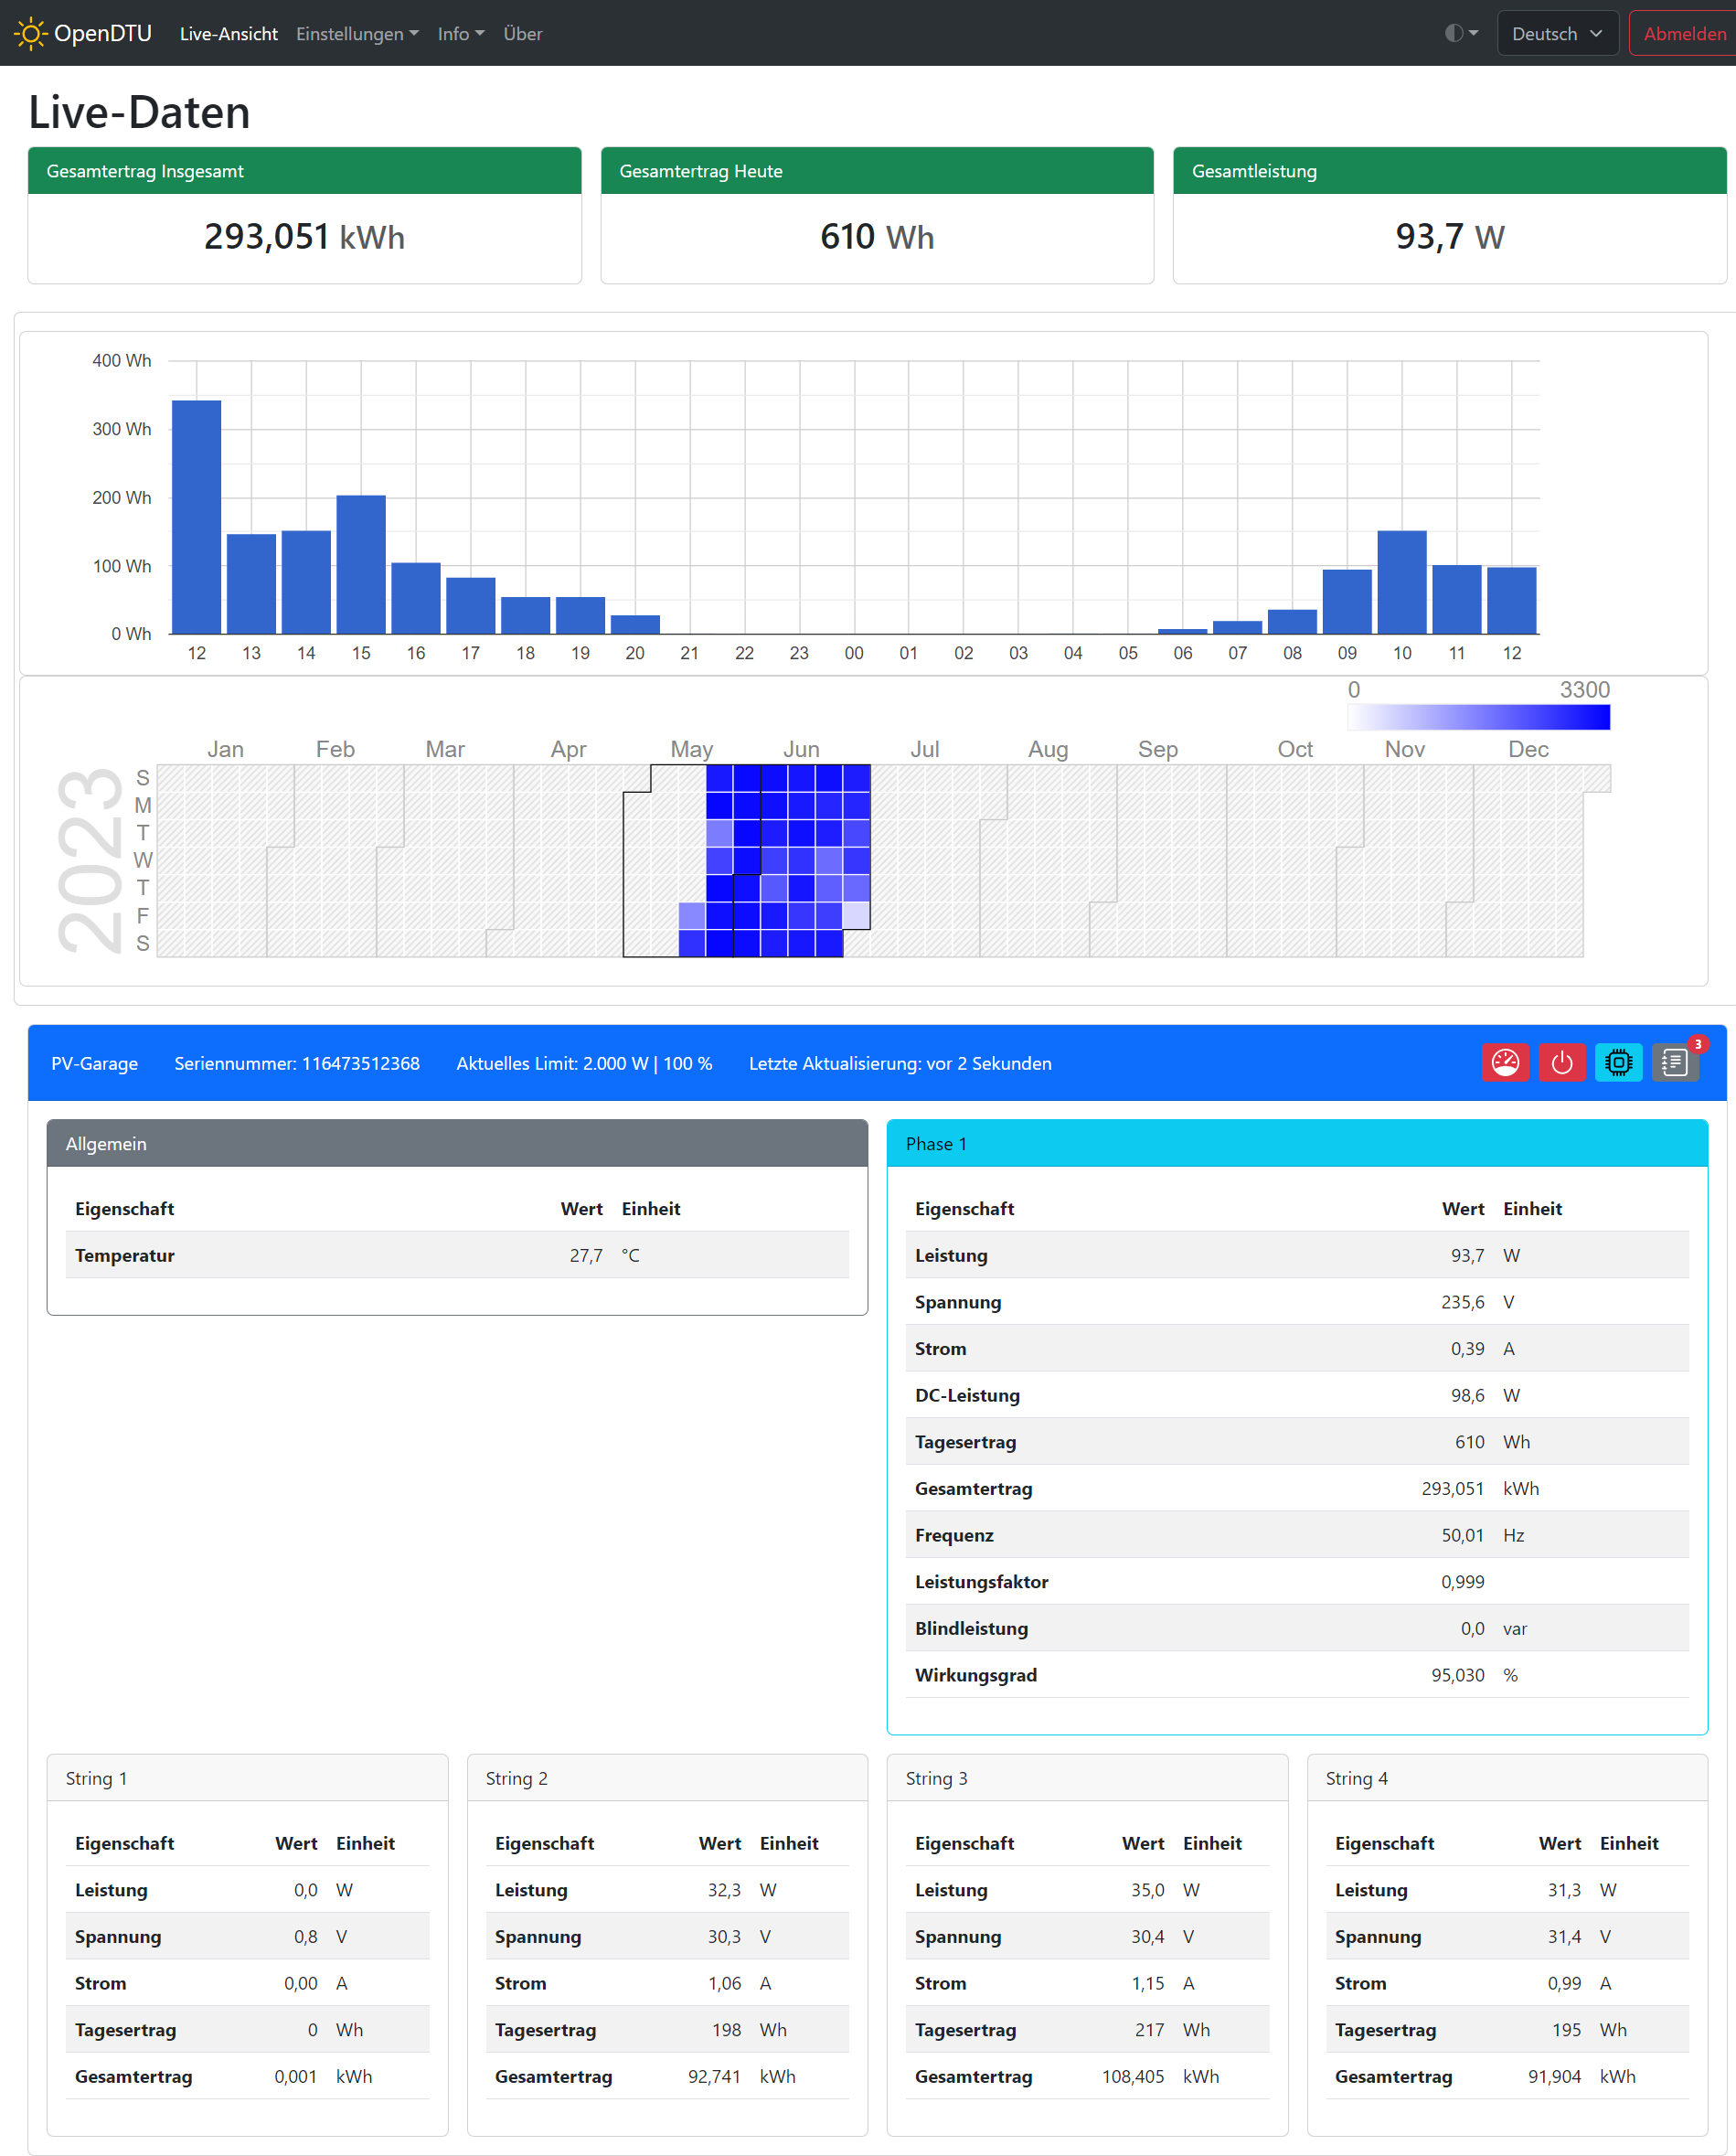 OpenDTU Live-Ansicht Einstellungen Info Über Deutsch Abmelden
Live-Daten
Gesamtertrag Insgesamt
293,051 kWh
Gesamtertrag Heute
610 Wh
Gesamtleistung
93,7 W
400 Wh
300 Wh
200 Wh
100 Wh
0 Wh
12 13 14 15 16 17 18 19 20 21 22 23 00 01 02 03 04 05 06 07 08 09 10 11 12
0 3300
Jan Feb Mar Apr May Jun Jul Aug Sep Oct Nov Dec
2023
S
M
T
W
T
F
S
PV-Garage Seriennummer: 116473512368 Aktuelles Limit: 2.000 W | 100 % Letzte Aktualisierung: vor 2 Sekunden 3
Allgemein
Eigenschaft Wert Einheit
Temperatur 27,7 °C
Phase 1
Eigenschaft Wert Einheit
Leistung 93,7 W
Spannung 235,6 V
Strom 0,39 A
DC-Leistung 98,6 W
Tagesertrag 610 Wh
Gesamtertrag 293,051 kWh
Frequenz 50,01 Hz
Leistungsfaktor 0,999
Blindleistung 0,0 var
Wirkungsgrad 95,030 %
String 1
Eigenschaft Wert Einheit
Leistung 0,0 W
Spannung 0,8 V
Strom 0,00 A
Tagesertrag 0 Wh
Gesamtertrag 0,001 kWh
String 2
Eigenschaft Wert Einheit
Leistung 32,3 W
Spannung 30,3 V
Strom 1,06 A
Tagesertrag 198 Wh
Gesamtertrag 92,741 kWh
String 3
Eigenschaft Wert Einheit
Leistung 35,0 W
Spannung 30,4 V
Strom 1,15 A
Tagesertrag 217 Wh
Gesamtertrag 108,405 kWh
String 4
Eigenschaft Wert Einheit
Leistung 31,3 W
Spannung 31,4 V
Strom 0,99 A
Tagesertrag 195 Wh
Gesamtertrag 91,904 kWh